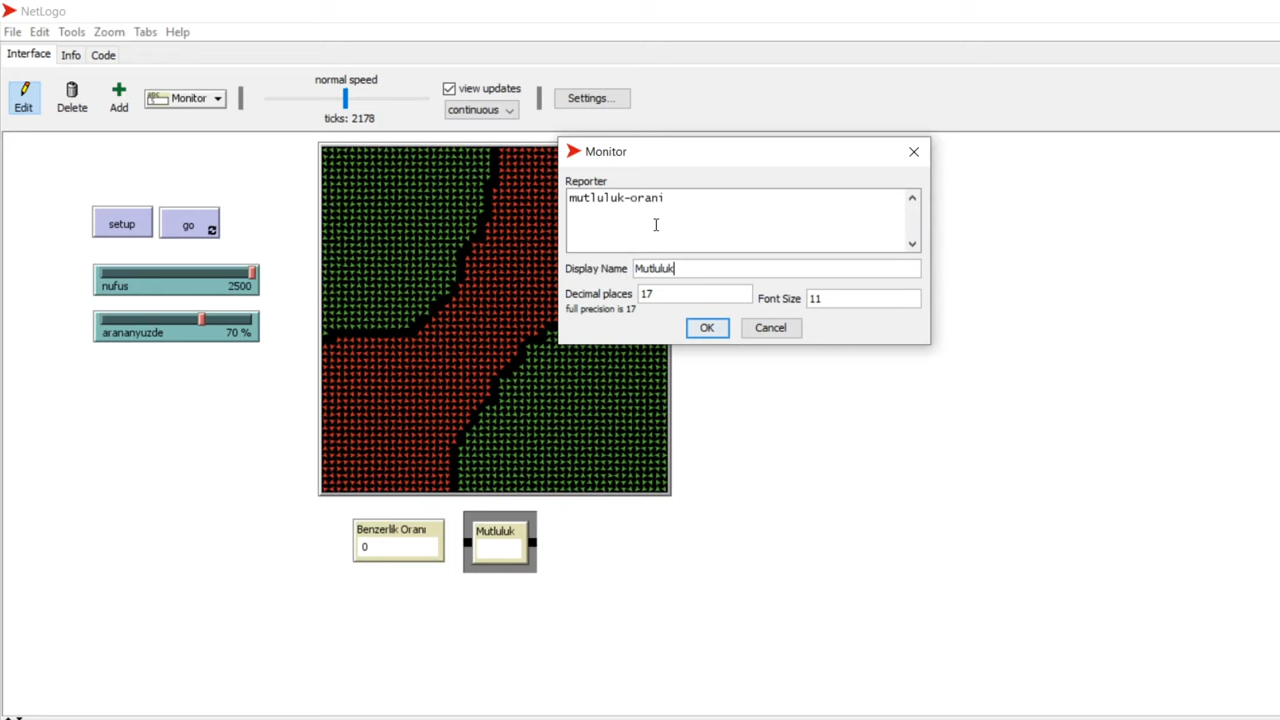 NetLogo
File Edit Tools Zoom Tabs Help
Interface Info Code
Edit Delete Add Monitor
normal speed
ticks: 2178
view updates
continuous
Settings...
setup go
nufus 2500
arananyuzde 70 %
Monitor
Reporter
mutluluk-orani
Display Name Mutluluk
Decimal places 17
full precision is 17
Font Size 11
OK Cancel
Benzerlik Oranı
0
Mutluluk